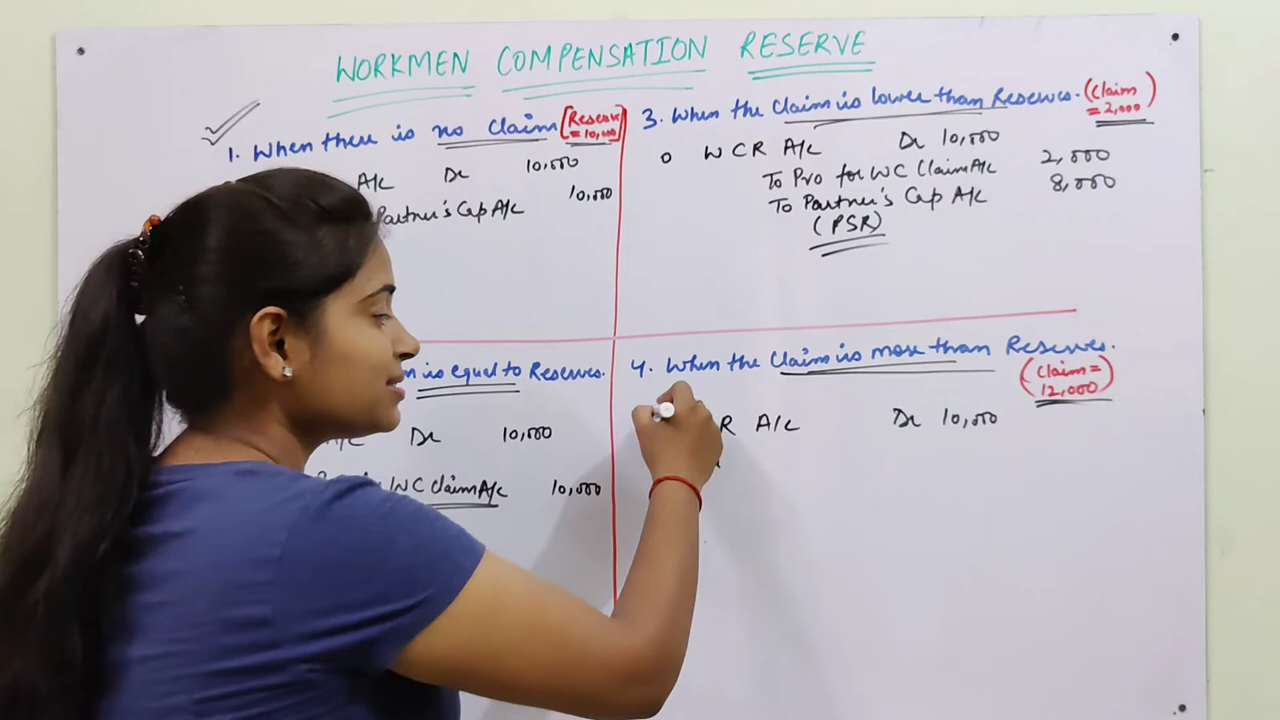 WORKMEN COMPENSATION RESERVE
1. When there is no Claim [Reserve = 10,000]
A/c Dr 10,000
Partner's Cap A/c 10,000
is equal to Reserves.
Dr 10,000
WC Claim A/c 10,000
3. When the Claim is lower than Reserves. (Claim = 2,000)
WCR A/c Dr 10,000
To Pro for WC Claim A/c 2,000
To Partner's Cap A/c 8,000
(PSR)
4. When the Claim is more than Reserves.
(Claim = 12,000)
R A/c Dr 10,000